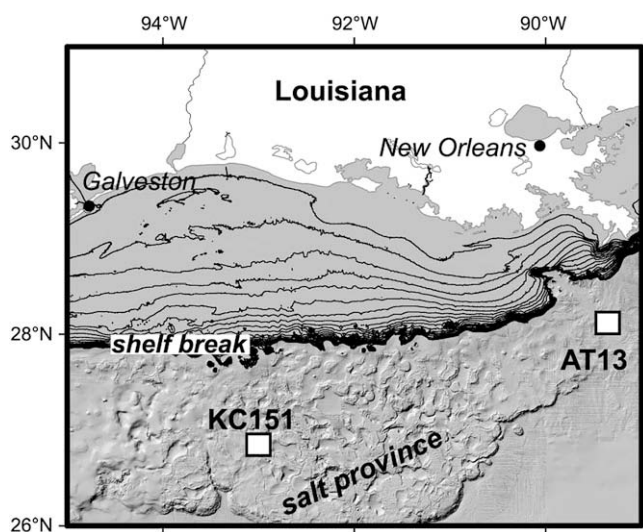 94°W 92°W 90°W
Louisiana
30°N
New Orleans
Galveston
28°N
shelf break
AT13
KC151
salt province
26°N